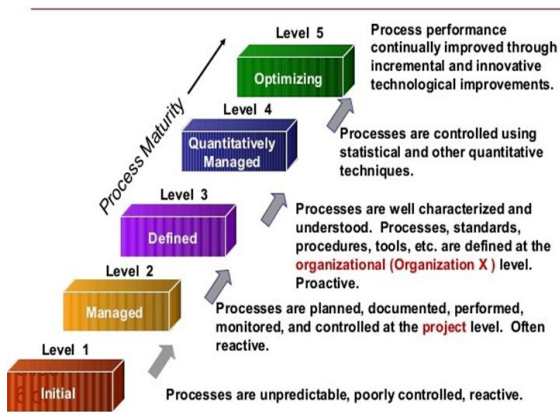 Level 5
Optimizing
Process performance
continually improved through
incremental and innovative
technological improvements.
Process Maturity
Level 4
Quantitatively
Managed
Processes are controlled using
statistical and other quantitative
techniques.
Level 3
Defined
Processes are well characterized and
understood. Processes, standards,
procedures, tools, etc. are defined at the
organizational (Organization X ) level.
Proactive.
Level 2
Managed
Processes are planned, documented, performed,
monitored, and controlled at the project level. Often
reactive.
Level 1
Initial
Processes are unpredictable, poorly controlled, reactive.